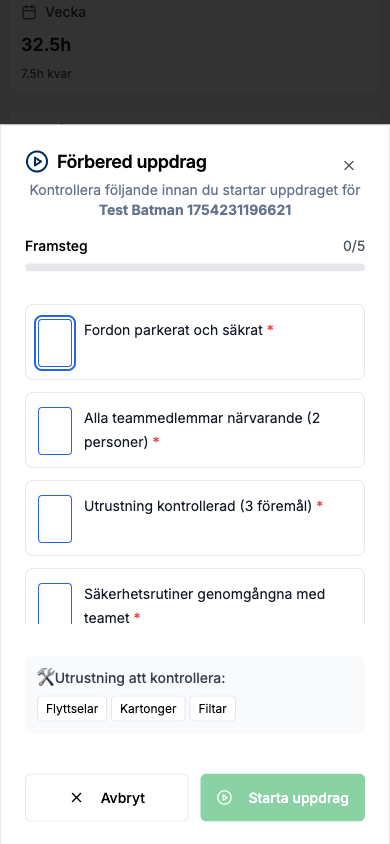 Vecka
32.5h
7.5h kvar
Förbered uppdrag
Kontrollera följande innan du startar uppdraget för
Test Batman 1754231196621
Framsteg
0/5
Fordon parkerat och säkrat *
Alla teammedlemmar närvarande (2
personer) *
Utrustning kontrollerad (3 föremål) *
Säkerhetsrutiner genomgångna med
teamet *
Utrustning att kontrollera:
Flyttselar
Kartonger
Filtar
Avbryt
Starta uppdrag